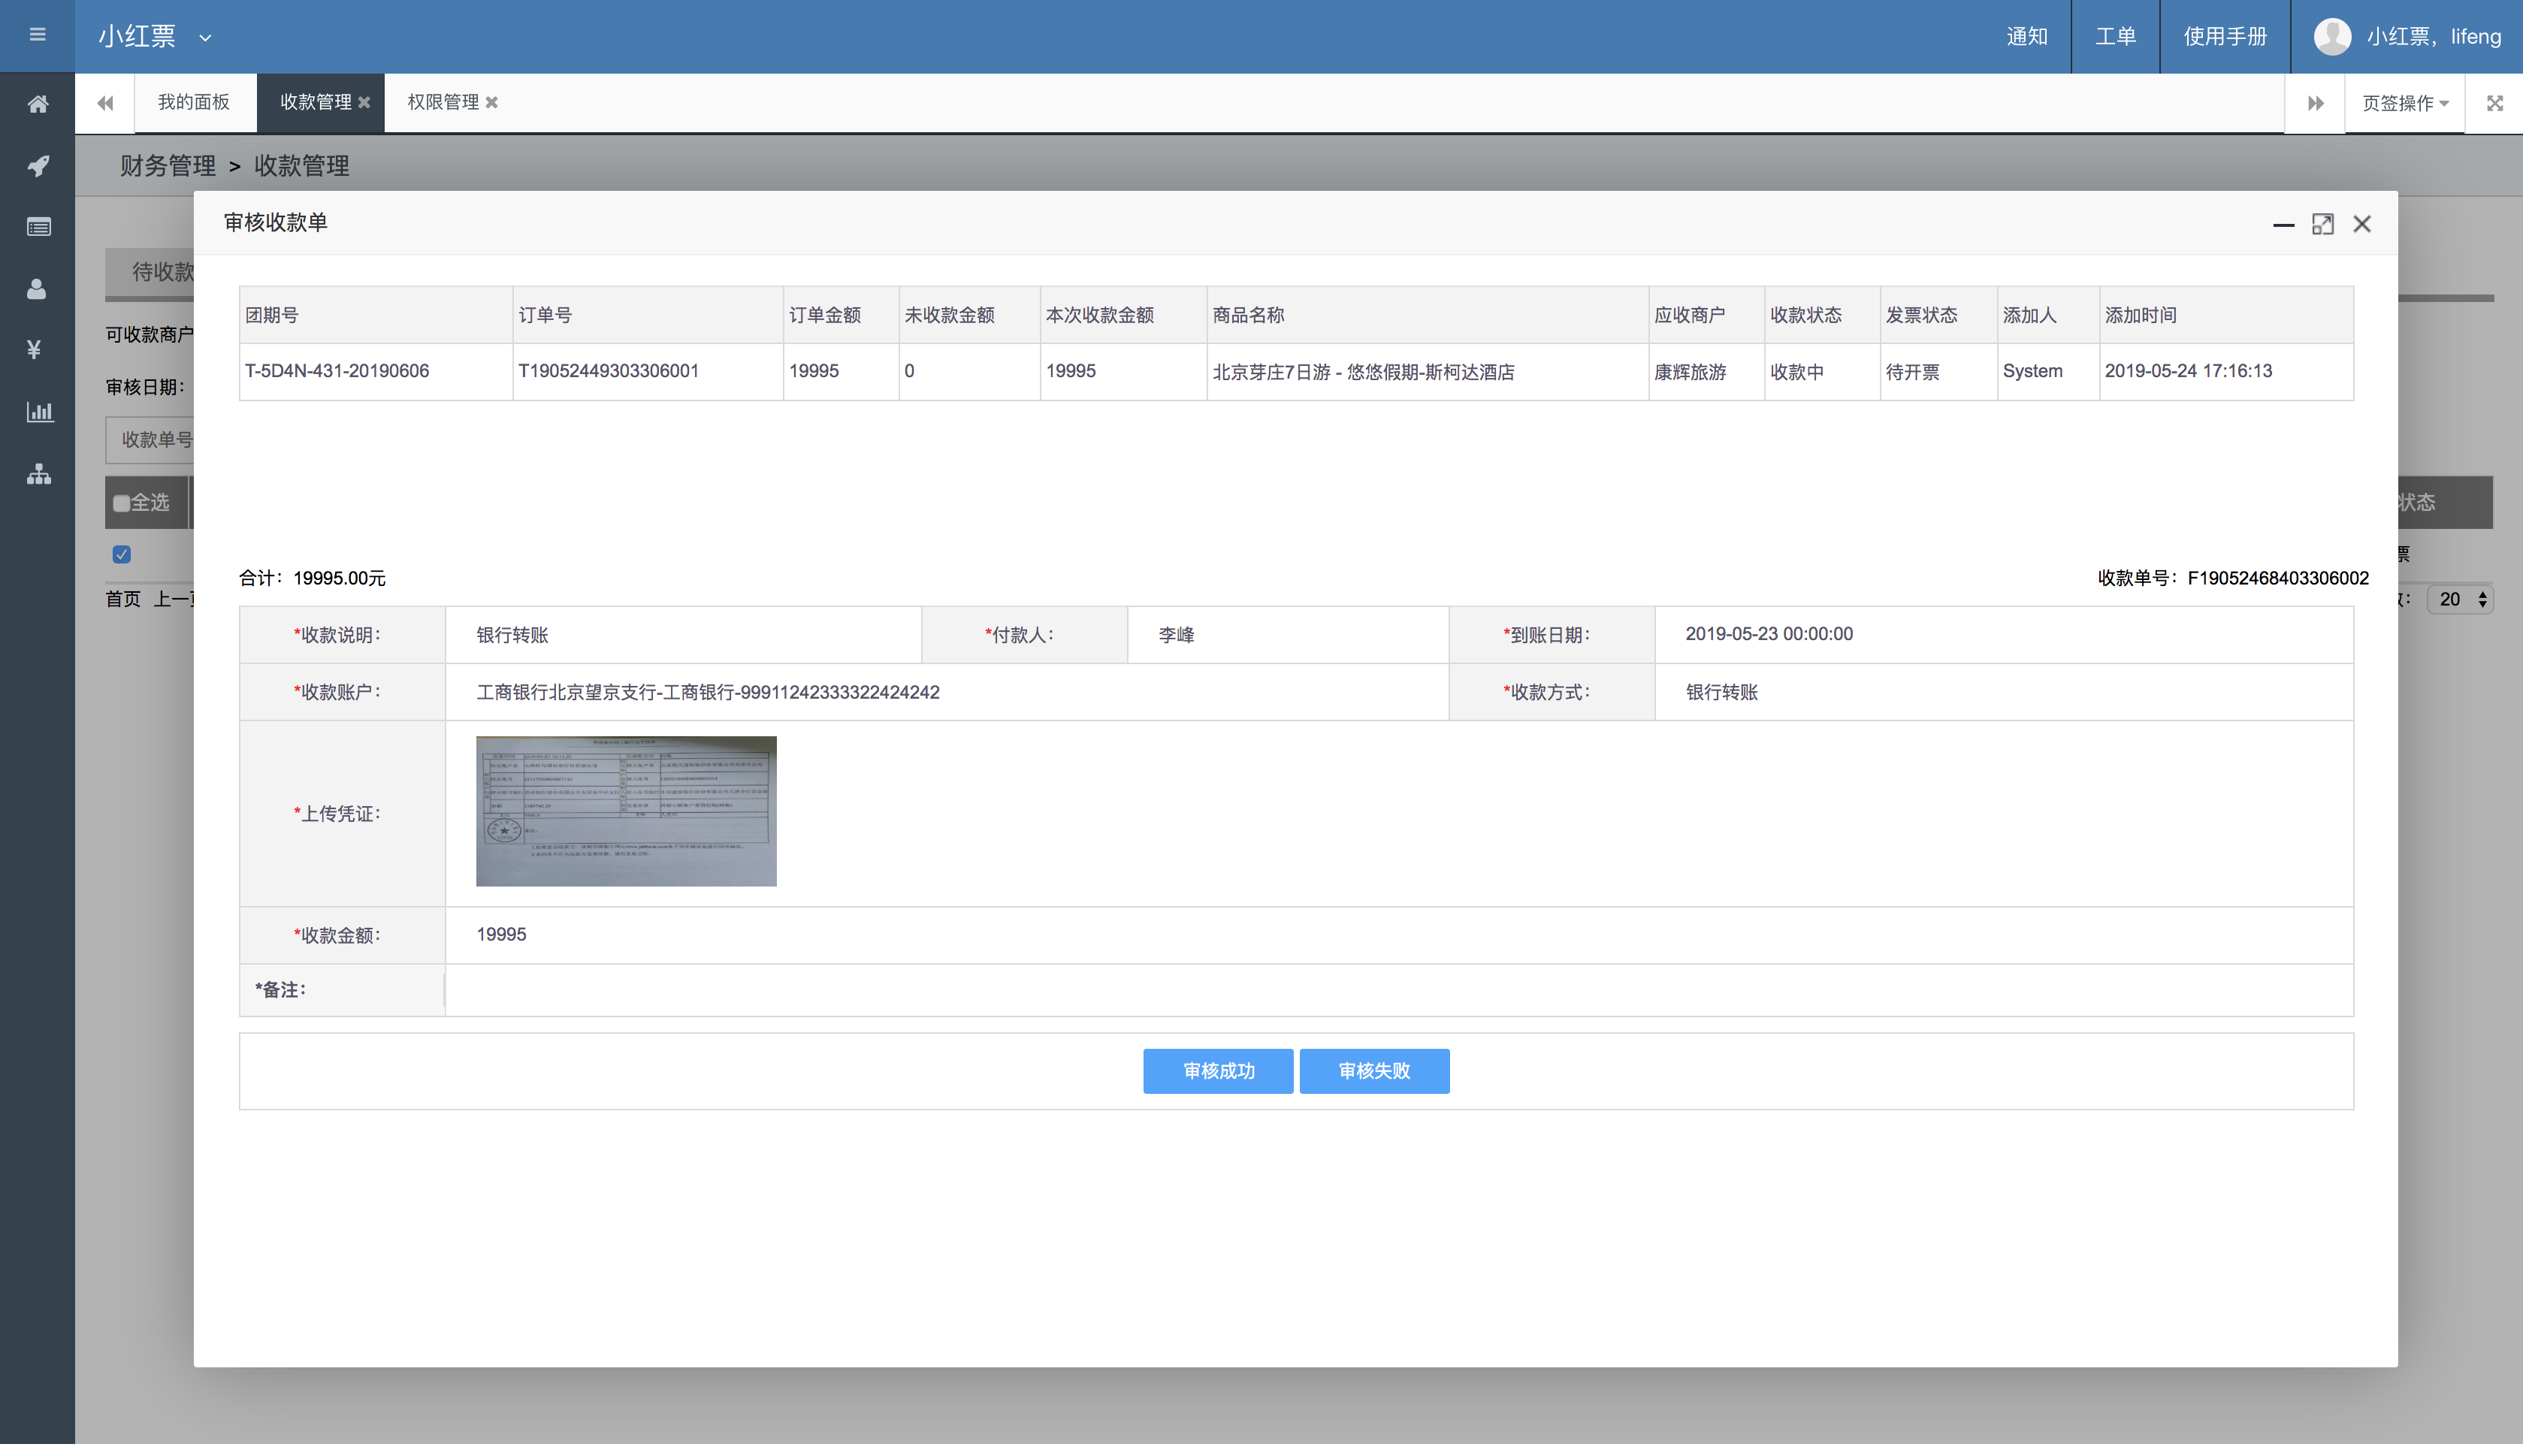 小红票
通知 工单 使用手册 小红票，lifeng
我的面板 收款管理 权限管理 页签操作
财务管理 > 收款管理
审核收款单
待收款
可收款商户
审核日期：
收款单号
全选 状态
票
首页 上一页 20
团期号 订单号 订单金额 未收款金额 本次收款金额 商品名称 应收商户 收款状态 发票状态 添加人 添加时间
T-5D4N-431-20190606 T19052449303306001 19995 0 19995 北京芽庄7日游 - 悠悠假期-斯柯达酒店 康辉旅游 收款中 待开票 System 2019-05-24 17:16:13
合计：19995.00元 收款单号：F19052468403306002
*收款说明： 银行转账 *付款人： 李峰 *到账日期： 2019-05-23 00:00:00
*收款账户： 工商银行北京望京支行-工商银行-99911242333322424242 *收款方式： 银行转账
*上传凭证：
*收款金额： 19995
*备注：
审核成功 审核失败